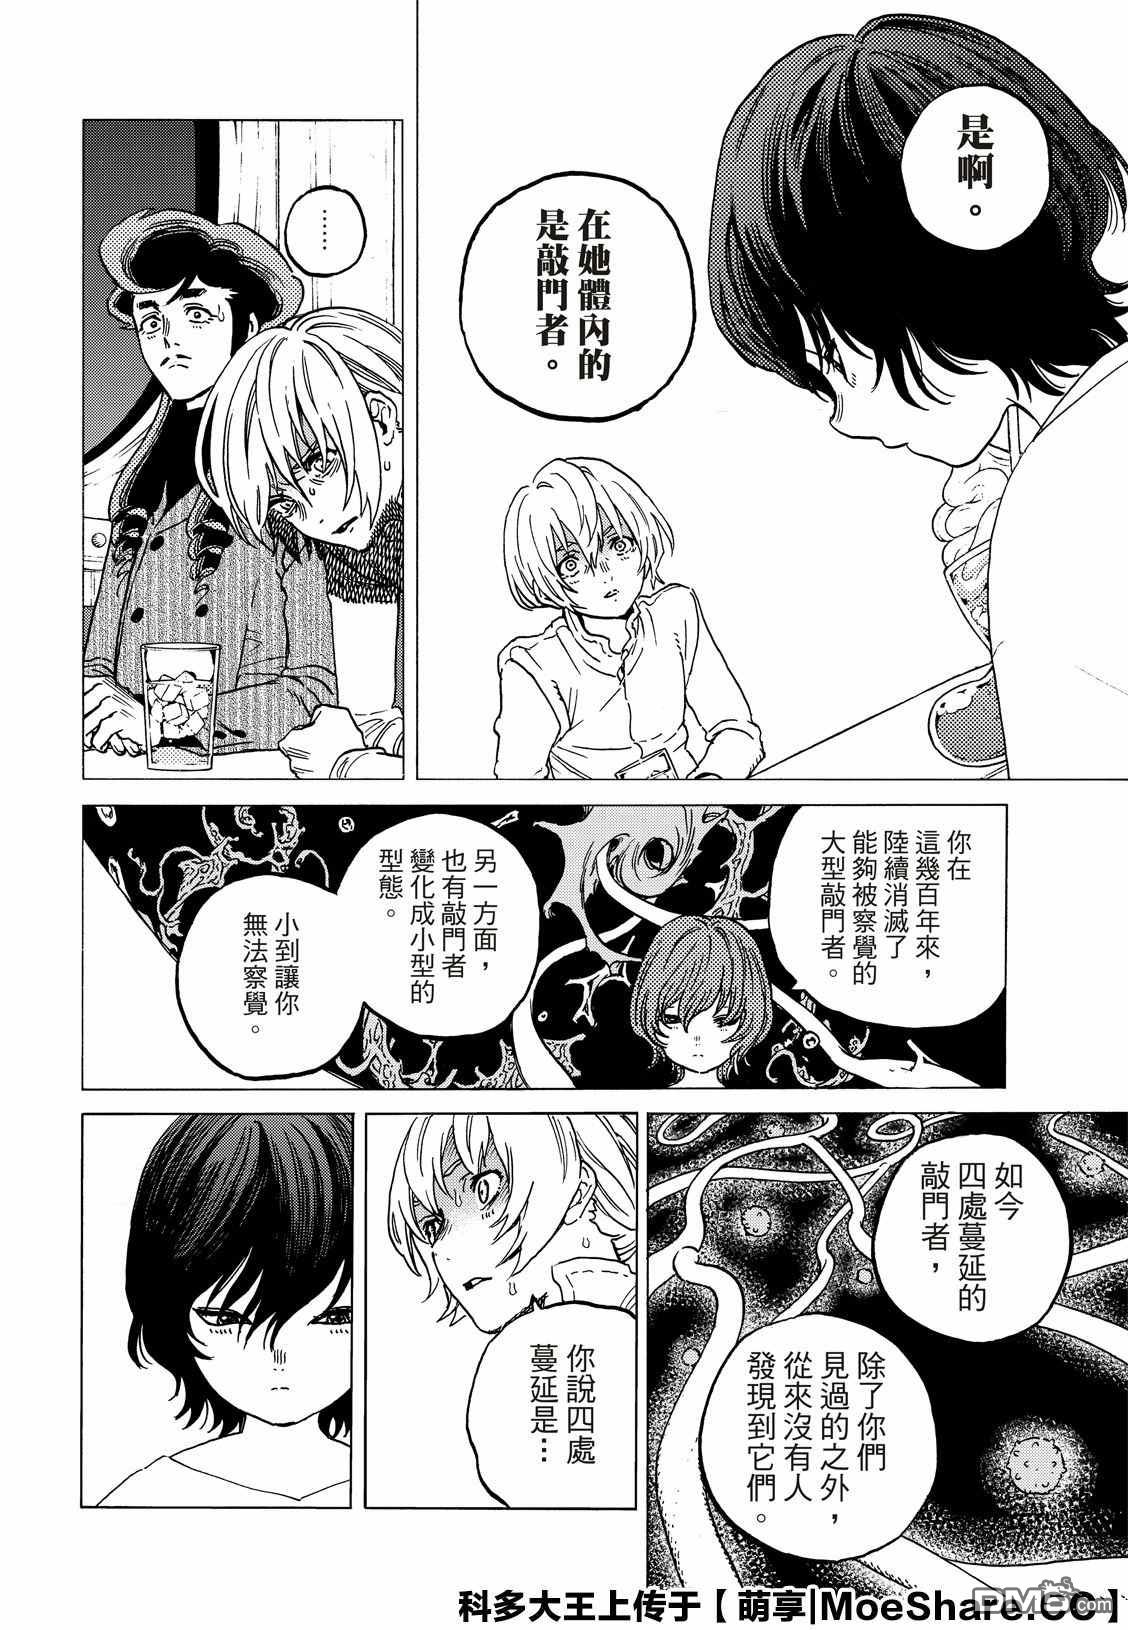 是啊。
在她體內的
是敲門者。
……
你在
這幾百年來，
陸續消滅了
能夠被察覺的
大型敲門者。
另一方面，
也有敲門者
變化成小型的
型態。
小到讓你
無法察覺。
如今
四處蔓延的
敲門者，
除了你們
見過的之外，
從來沒有人
發現到它們。
你說四處
蔓延是…
科多大王上传于【萌享|MoeShare.CC】